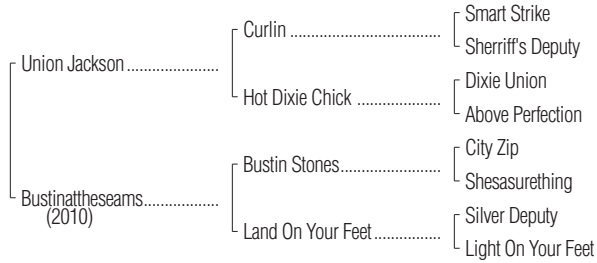 Smart Strike
Curlin ........................................
Sherriff's Deputy
Union Jackson .....................
Dixie Union
Hot Dixie Chick ......................
Above Perfection
City Zip
Bustin Stones..........................
Shesasurething
Bustinattheseams.................
(2010)
Silver Deputy
Land On Your Feet.................
Light On Your Feet